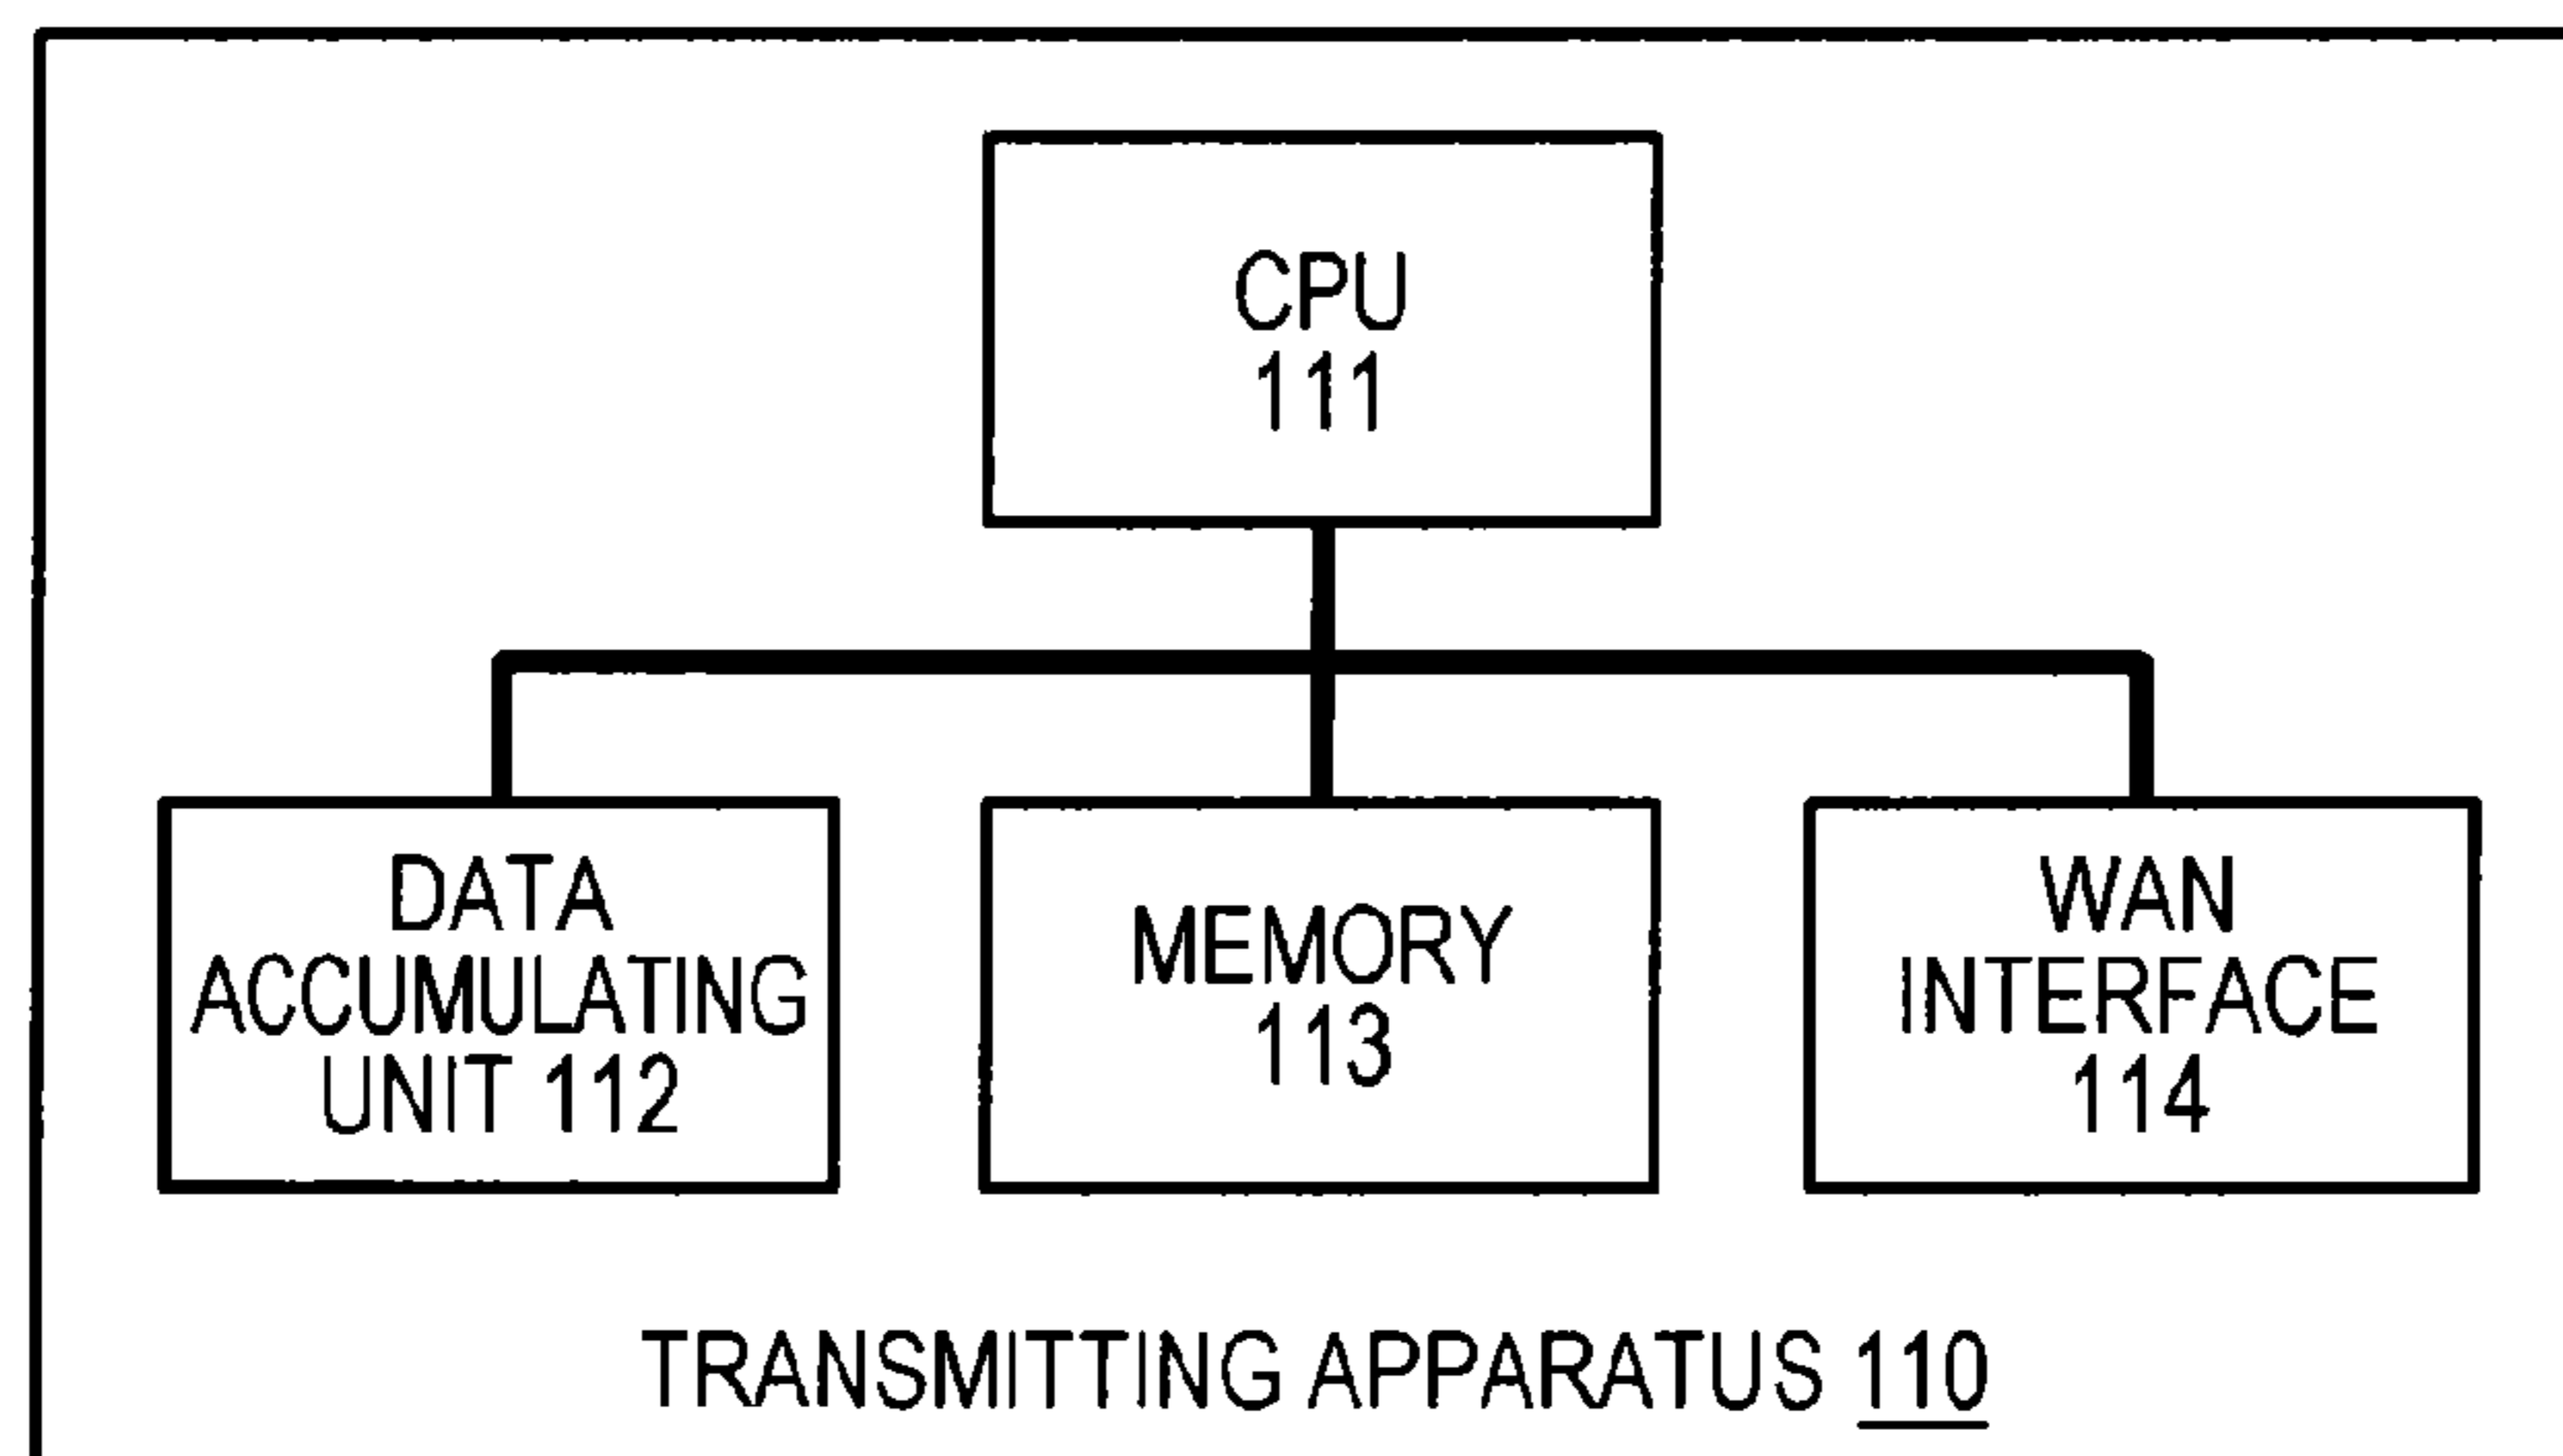 CPU
111
DATA
ACCUMULATING
UNIT 112
MEMORY
113
WAN
INTERFACE
114
TRANSMITTING APPARATUS 110